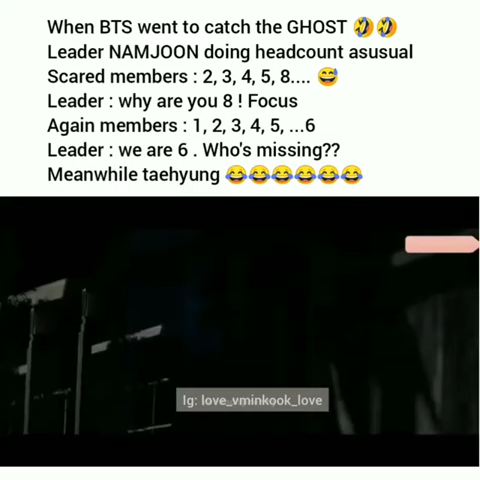 When BTS went to catch the GHOST 🤣🤣
Leader NAMJOON doing headcount asusual
Scared members : 2, 3, 4, 5, 8.... 😅
Leader : why are you 8 ! Focus
Again members : 1, 2, 3, 4, 5, ...6
Leader : we are 6 . Who's missing??
Meanwhile taehyung 😂😂😂😂😂😂
Ig: love_vminkook_love